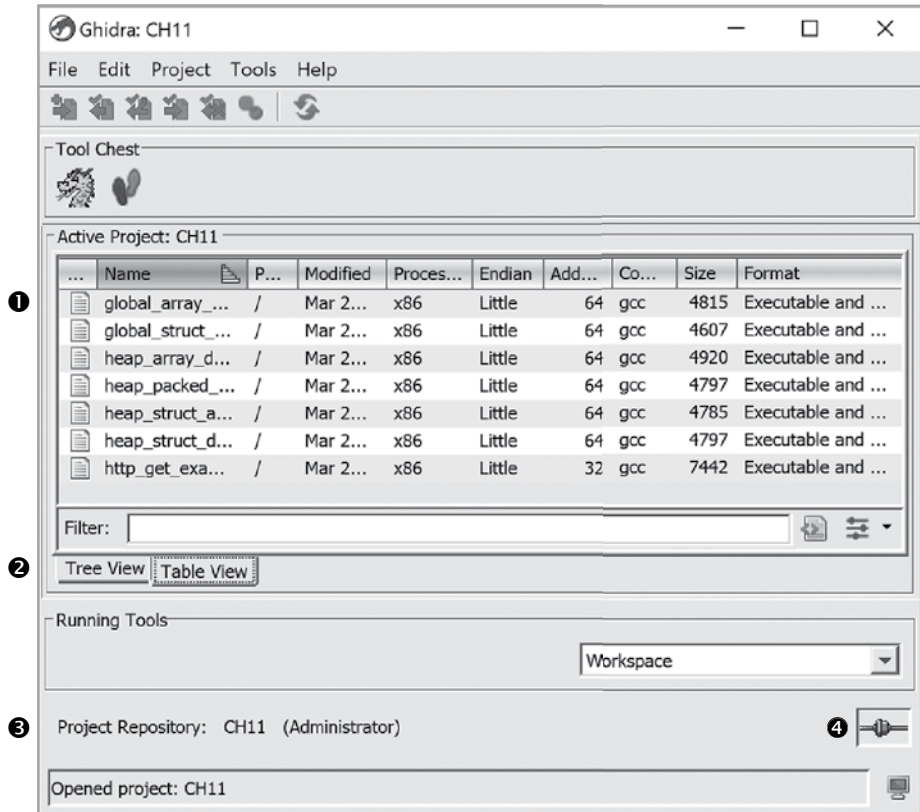 Ghidra: CH11
File Edit Project Tools Help
Tool Chest
Active Project: CH11
... Name P... Modified Proces... Endian Add... Co... Size Format
❶ global_array_... / Mar 2... x86 Little 64 gcc 4815 Executable and ...
global_struct_... / Mar 2... x86 Little 64 gcc 4607 Executable and ...
heap_array_d... / Mar 2... x86 Little 64 gcc 4920 Executable and ...
heap_packed_... / Mar 2... x86 Little 64 gcc 4797 Executable and ...
heap_struct_a... / Mar 2... x86 Little 64 gcc 4785 Executable and ...
heap_struct_d... / Mar 2... x86 Little 64 gcc 4797 Executable and ...
http_get_exa... / Mar 2... x86 Little 32 gcc 7442 Executable and ...
Filter:
❷ Tree View Table View
Running Tools
Workspace
❸ Project Repository: CH11 (Administrator) ❹
Opened project: CH11